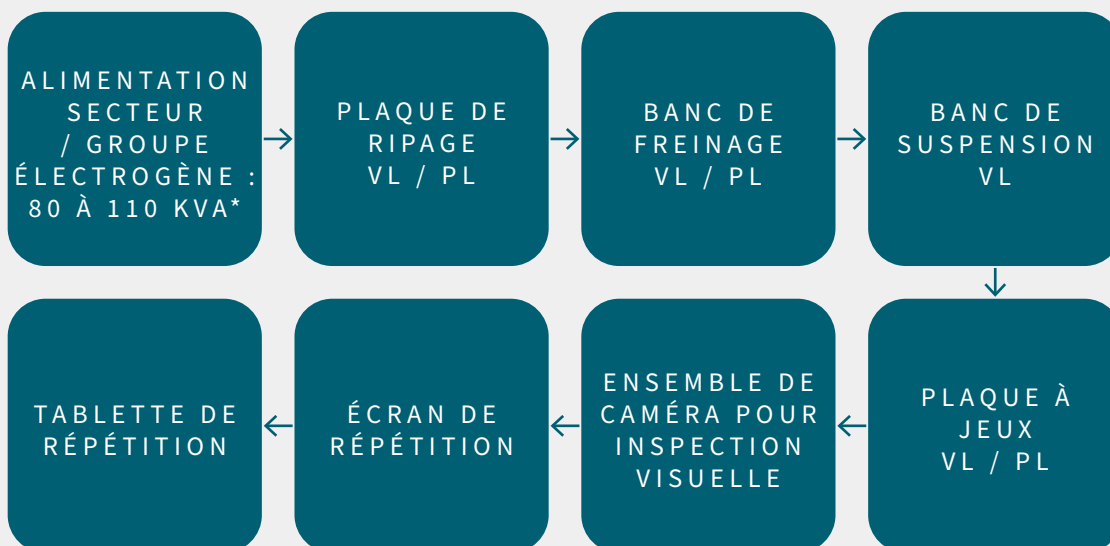 ALIMENTATION
SECTEUR
/ GROUPE
ÉLECTROGÈNE :
80 À 110 KVA*
PLAQUE DE
RIPAGE
VL / PL
BANC DE
FREINAGE
VL / PL
BANC DE
SUSPENSION
VL
PLAQUE À
JEUX
VL / PL
ENSEMBLE DE
CAMÉRA POUR
INSPECTION
VISUELLE
ÉCRAN DE
RÉPÉTITION
TABLETTE DE
RÉPÉTITION